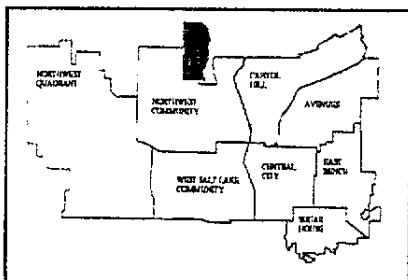 NORTHWEST
QUADRANT
NORTHWEST
COMMUNITY
CAPITOL
HILL
AVENUES
WEST SALT LAKE
COMMUNITY
CENTRAL
CITY
EAST
BENCH
SUGAR
HOUSE